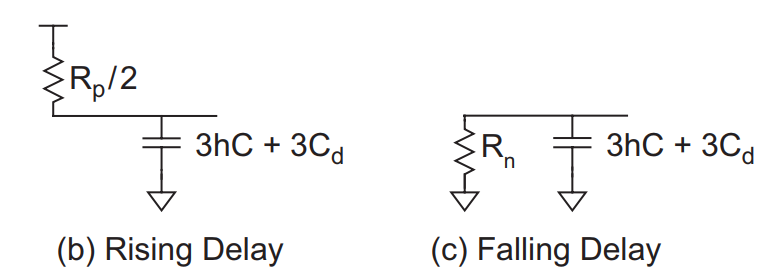 Rp/2
3hC + 3Cd
Rn
3hC + 3Cd
(b) Rising Delay
(c) Falling Delay